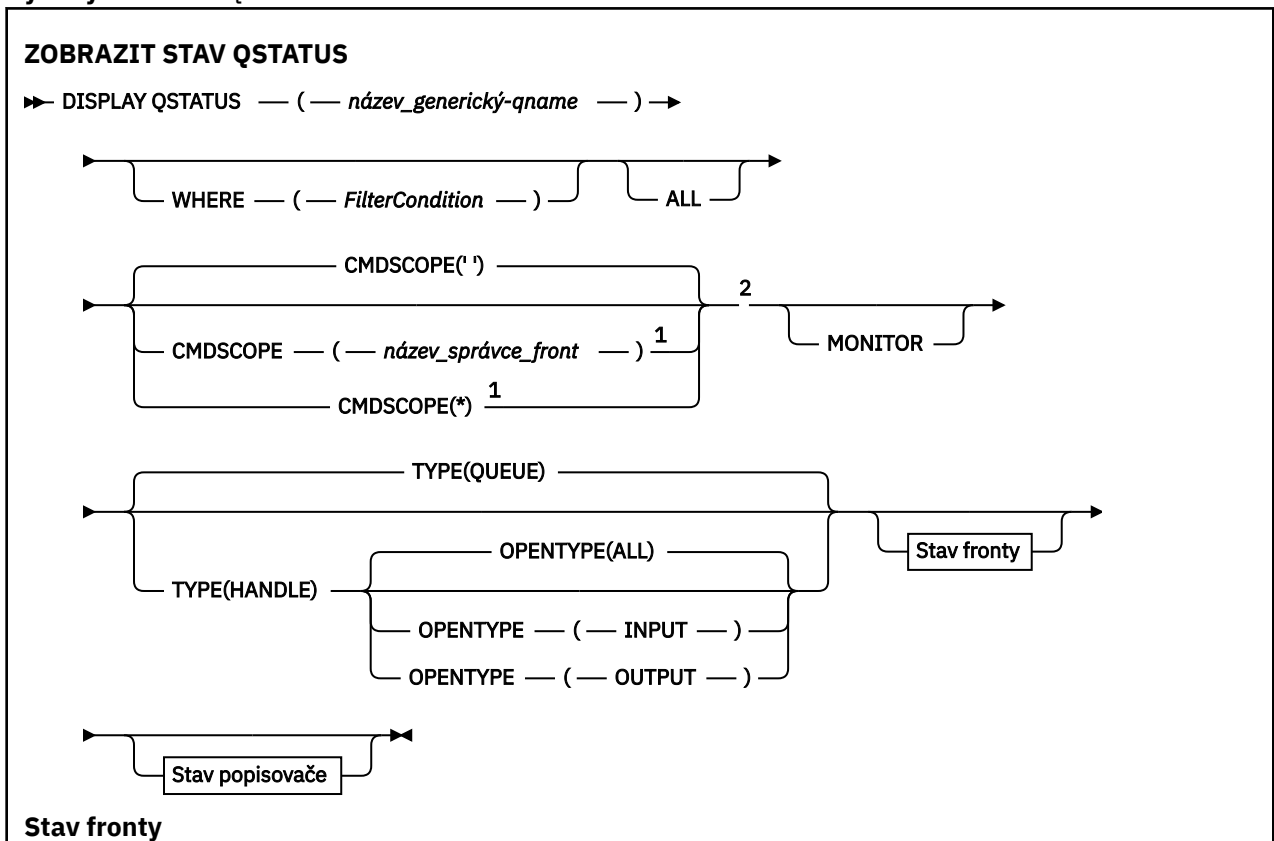 ZOBRAZIT STAV QSTATUS
DISPLAY QSTATUS ( název_generický-qname )
WHERE ( FilterCondition ) ALL
CMDSCOPE(' ')
2
CMDSCOPE ( název_správce_front ) 1 MONITOR
CMDSCOPE(*) 1
TYPE(QUEUE)
OPENTYPE(ALL) Stav fronty
TYPE(HANDLE)
OPENTYPE ( INPUT )
OPENTYPE ( OUTPUT )
Stav popisovače
Stav fronty